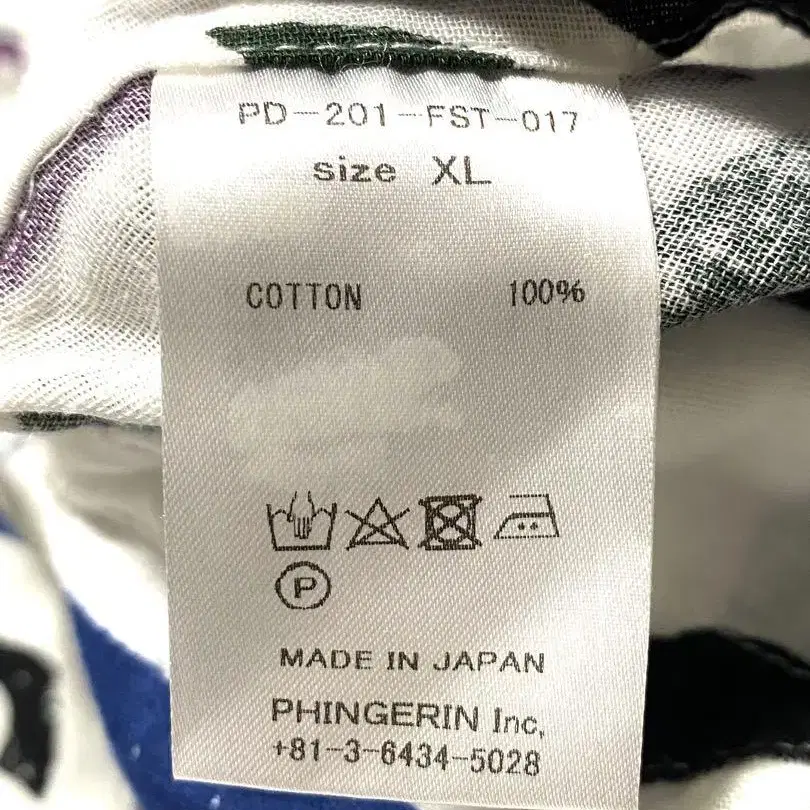 PD-201-FST-017
size XL
COTTON 100%
P
MADE IN JAPAN
PHINGERIN Inc,
+81-3-6434-5028